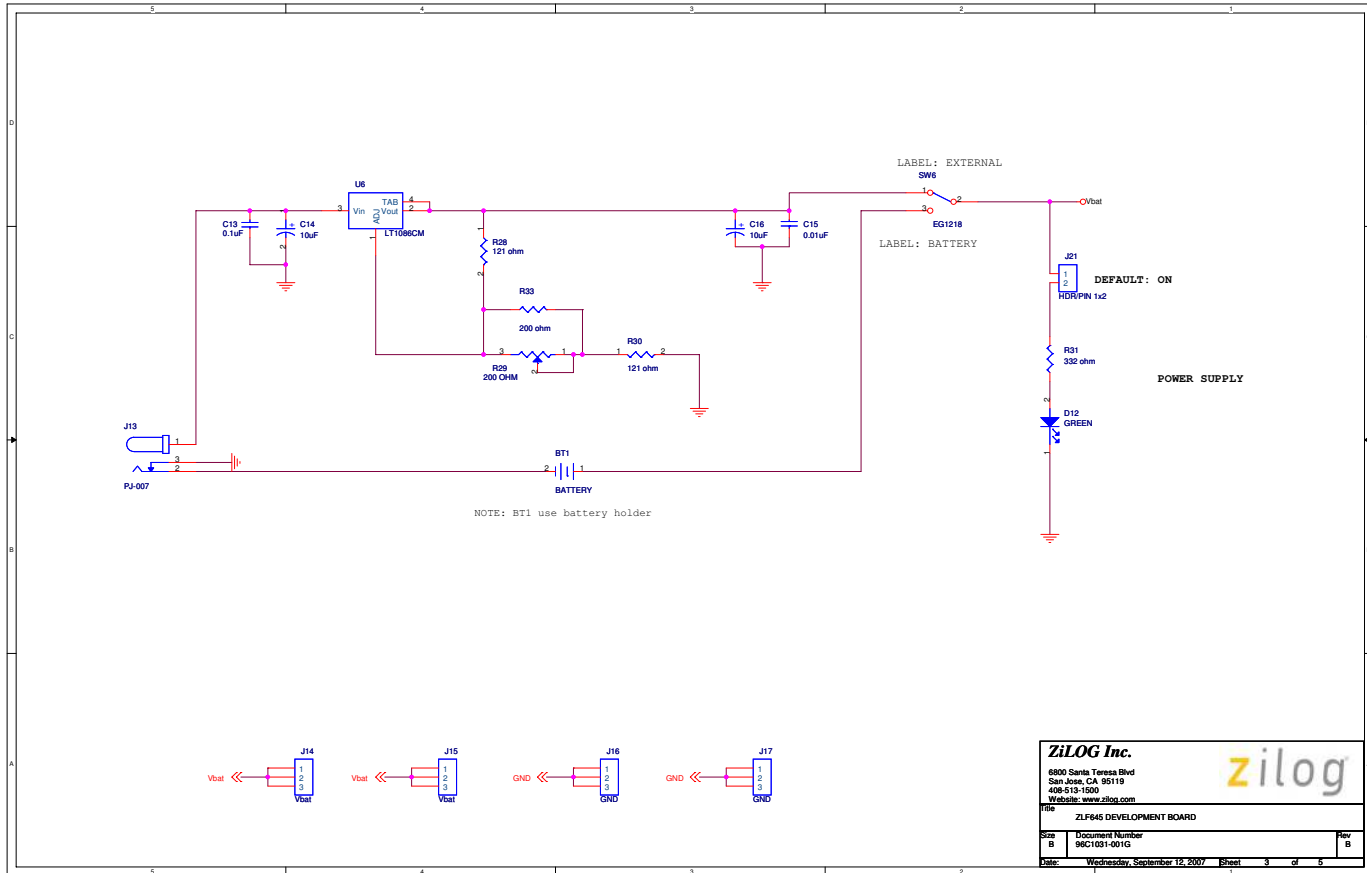 5 4 3 2 1
D
C
B
A
LABEL: EXTERNAL
SW6
1
2
3
EG1218
LABEL: BATTERY
Vbat
U6
TAB 4
3 Vin Vout 2
ADJ
1
LT1086CM
C13
0.1uF
1
C14
+
10uF
2
1
R28
121 ohm
2
C16
+
10uF
C15
0.01uF
R33
200 ohm
3 1
2
R29
200 OHM
R30
1 2
121 ohm
J21
1
2
HDR/PIN 1x2
DEFAULT: ON
R31
332 ohm
POWER SUPPLY
2
D12
GREEN
1
J13
1
3
2
PJ-007
BT1
2 1
BATTERY
NOTE: BT1 use battery holder
J14
1
2
3
Vbat
Vbat
J15
1
2
3
Vbat
Vbat
J16
1
2
3
GND
GND
J17
1
2
3
GND
GND
ZiLOG Inc.
6800 Santa Teresa Blvd
San Jose, CA 95119
408-513-1500
Website: www.zilog.com
zilog
Title
ZLF645 DEVELOPMENT BOARD
Size Document Number Rev
B 96C1031-001G B
Date: Wednesday, September 12, 2007 Sheet 3 of 5
5 4 3 2 1